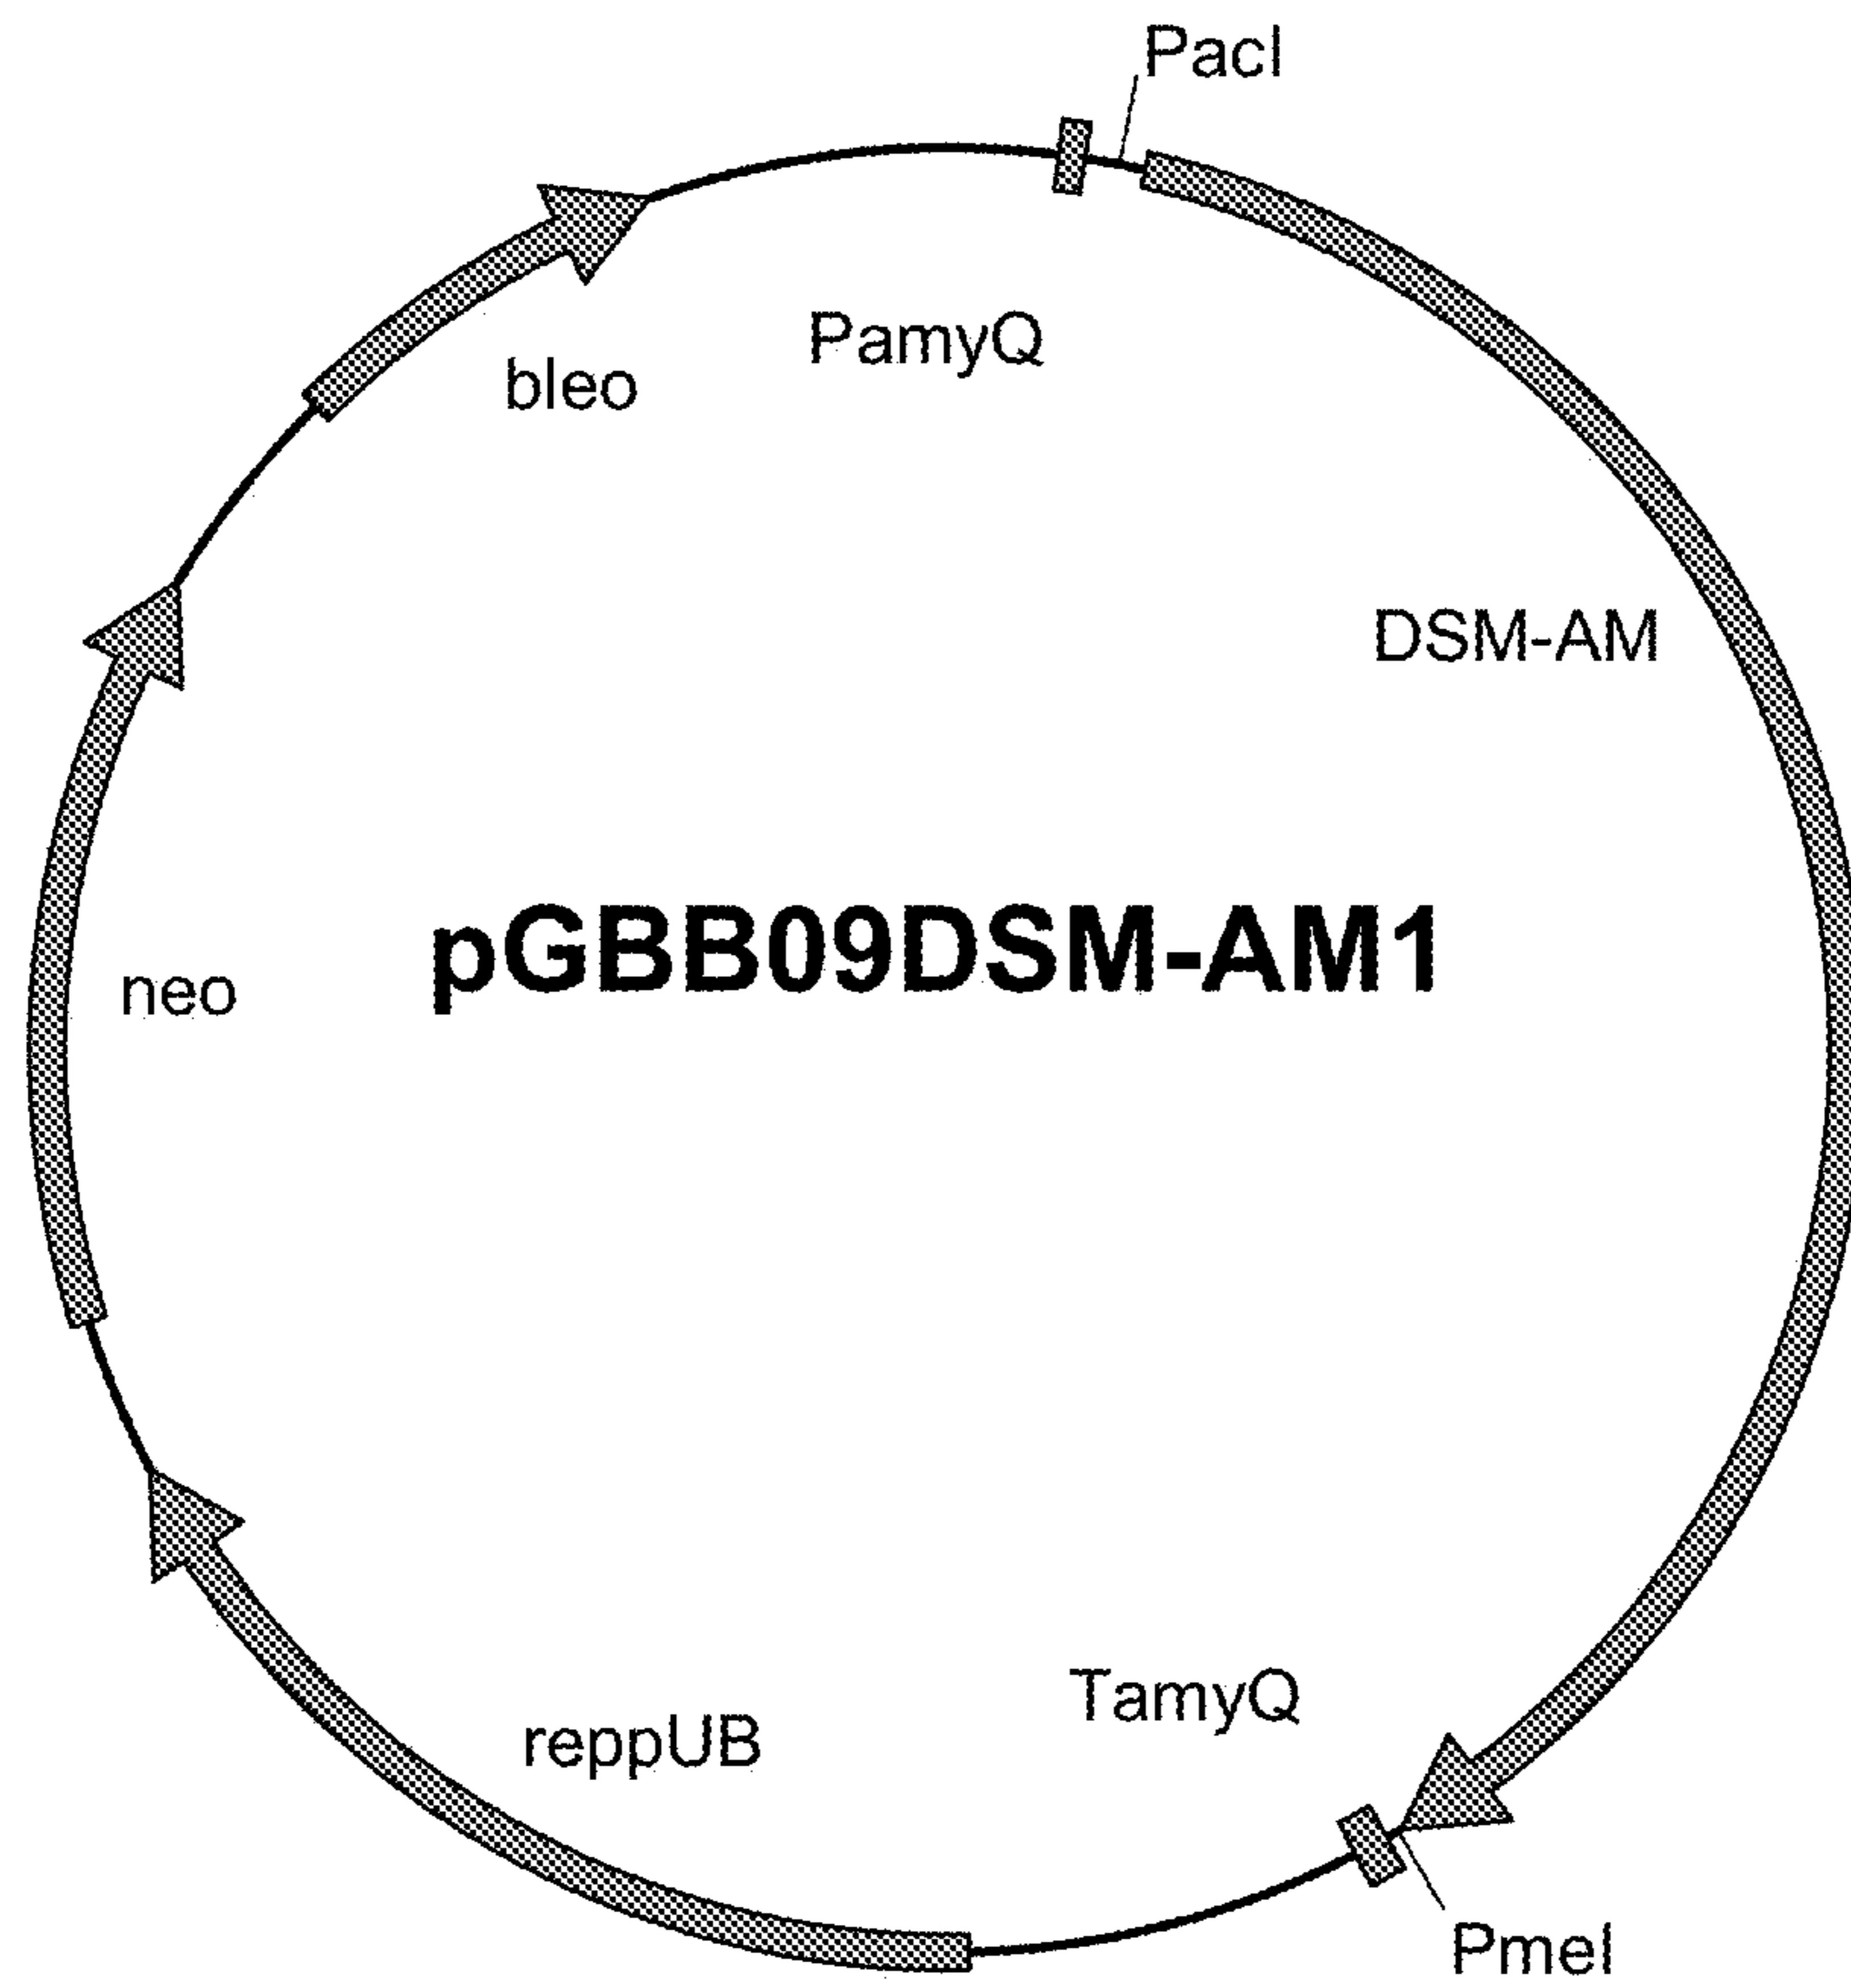 PacI
PamyQ
bleo
DSM-AM
pGBB09DSM-AM1
neo
TamyQ
reppUB
PmeI